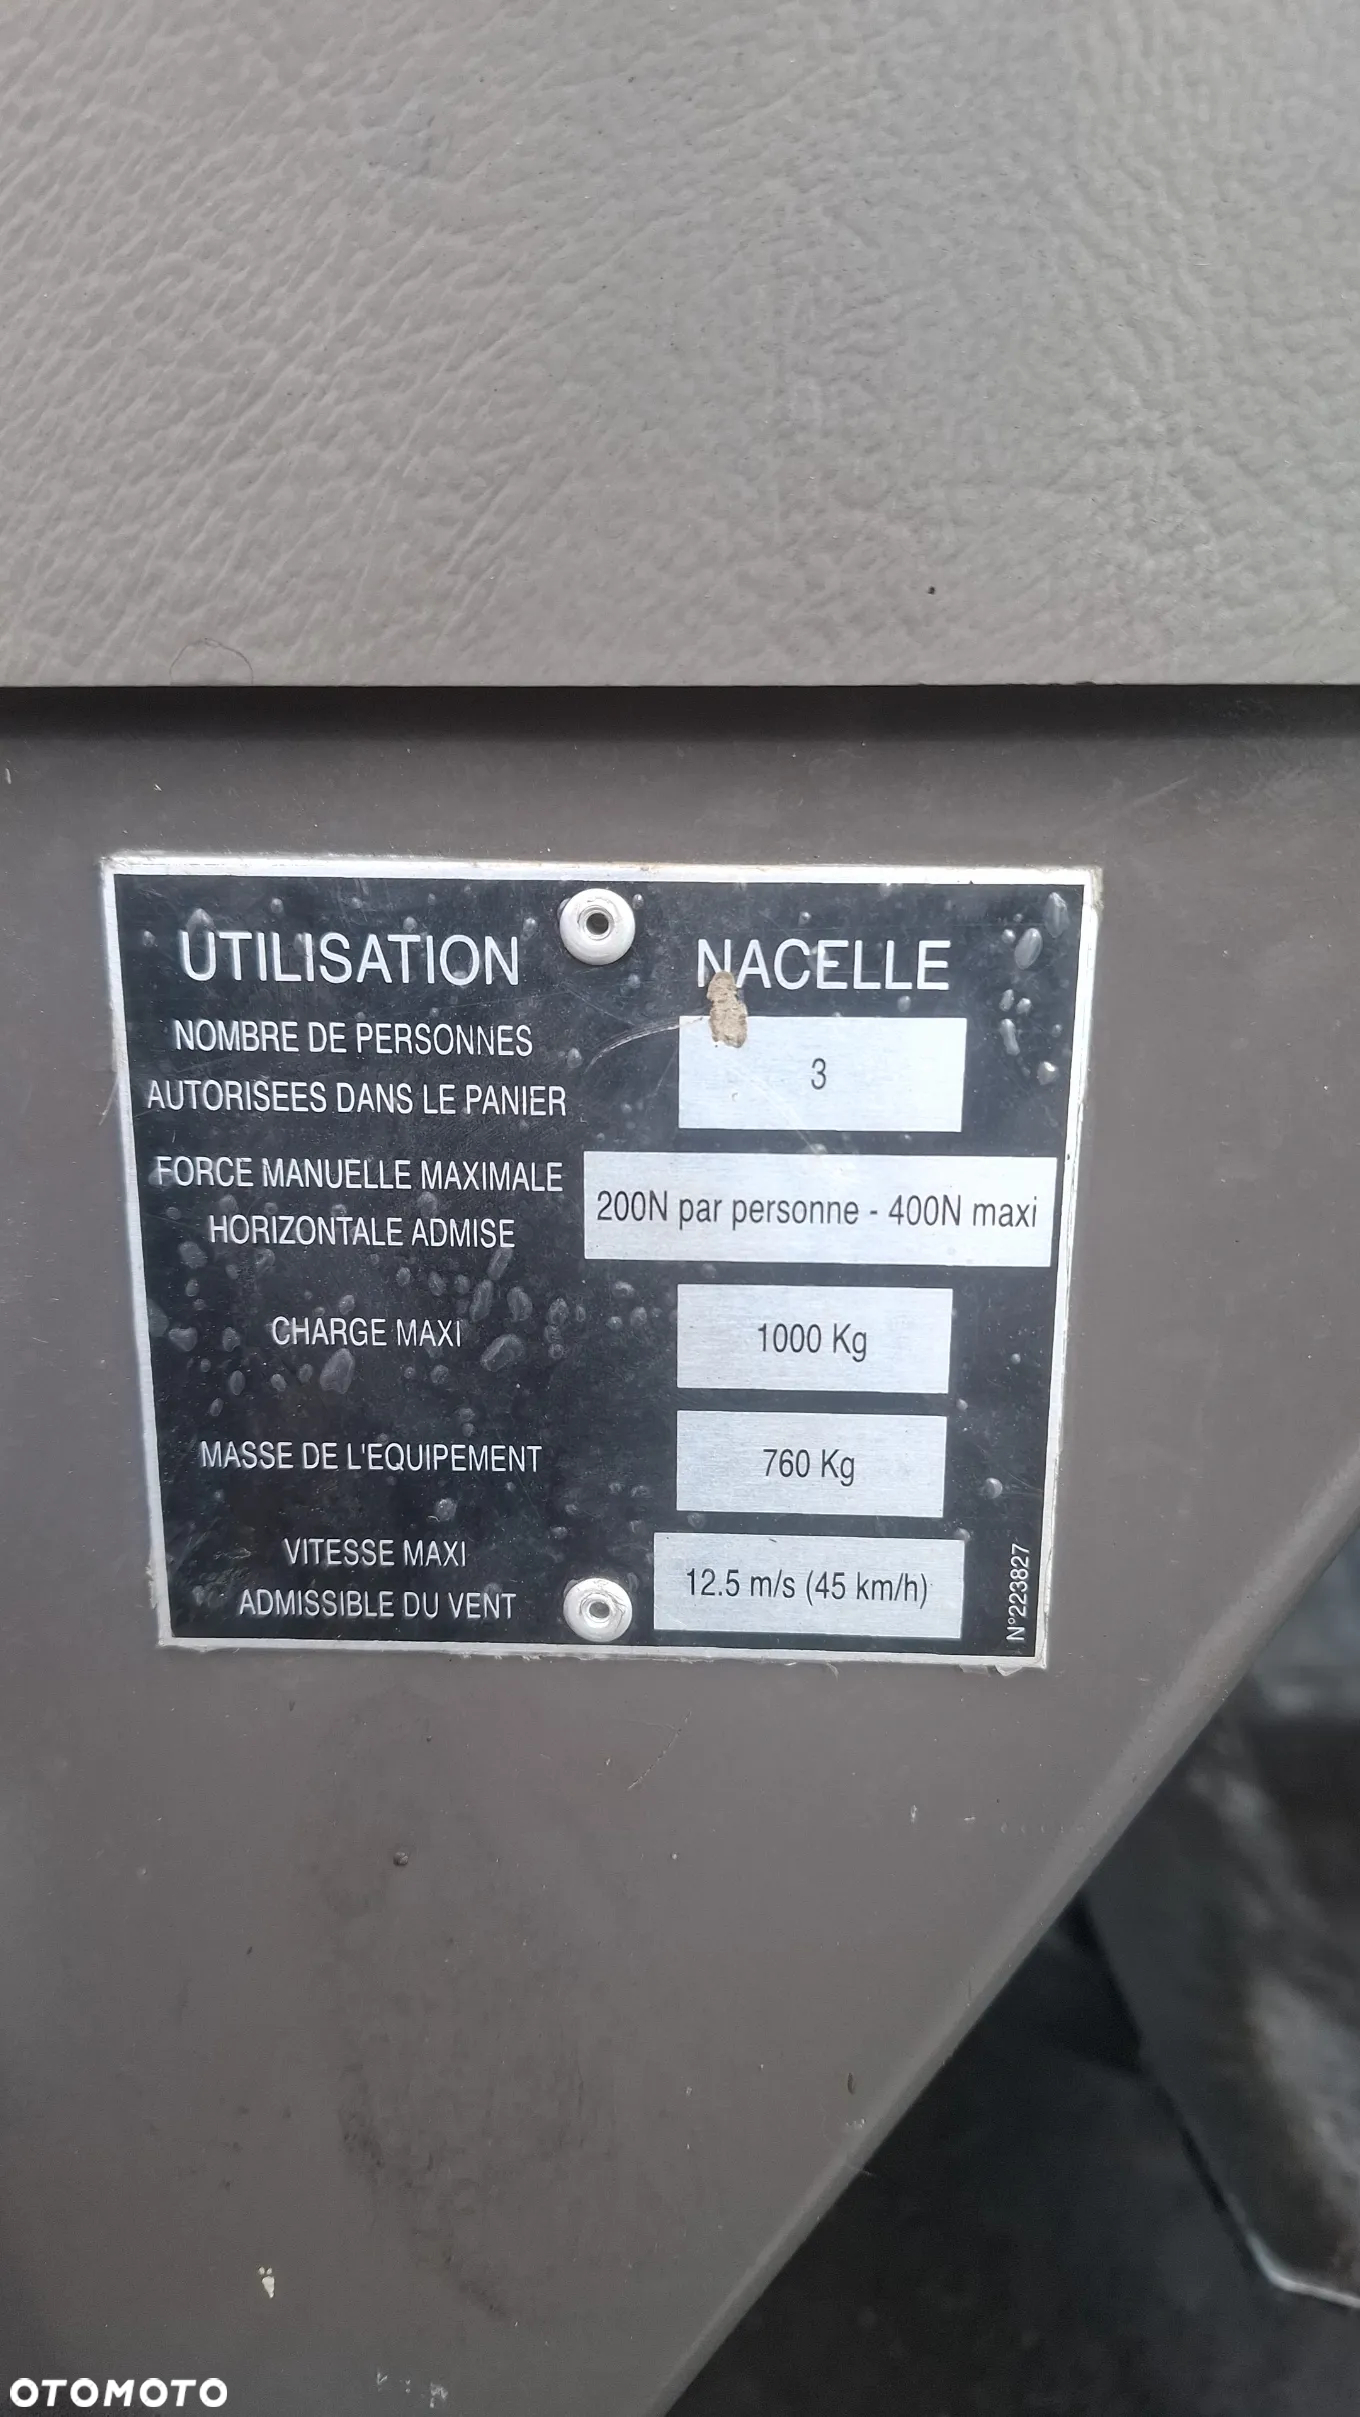 UTILISATION NACELLE
NOMBRE DE PERSONNES
AUTORISEES DANS LE PANIER
3
FORCE MANUELLE MAXIMALE
HORIZONTALE ADMISE
200N par personne - 400N maxi
CHARGE MAXI 1000 Kg
MASSE DE L'EQUIPEMENT 760 Kg
VITESSE MAXI
ADMISSIBLE DU VENT
12.5 m/s (45 km/h)
N°223827
OTOMOTO